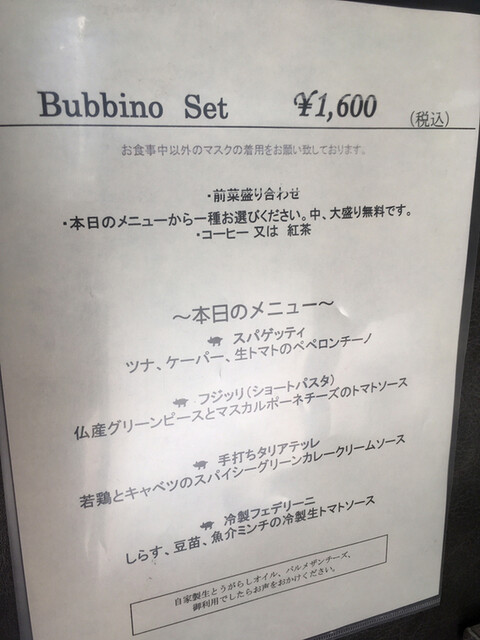 Bubbino Set ¥1,600 (税込)
お食事中以外のマスクの着用をお願い致しております。
・前菜盛り合わせ
・本日のメニューから一種お選びください。中、大盛り無料です。
・コーヒー 又は 紅茶
～本日のメニュー～
スパゲッティ
ツナ、ケーパー、生トマトのペペロンチーノ
フジッリ(ショートパスタ)
仏産グリーンピースとマスカルポーネチーズのトマトソース
手打ちタリアテッレ
若鶏とキャベツのスパイシーグリーンカレークリームソース
冷製フェデリーニ
しらす、豆苗、魚介ミンチの冷製生トマトソース
自家製生とうがらしオイル、パルメザンチーズ、
御利用でしたらお声をおかけください。